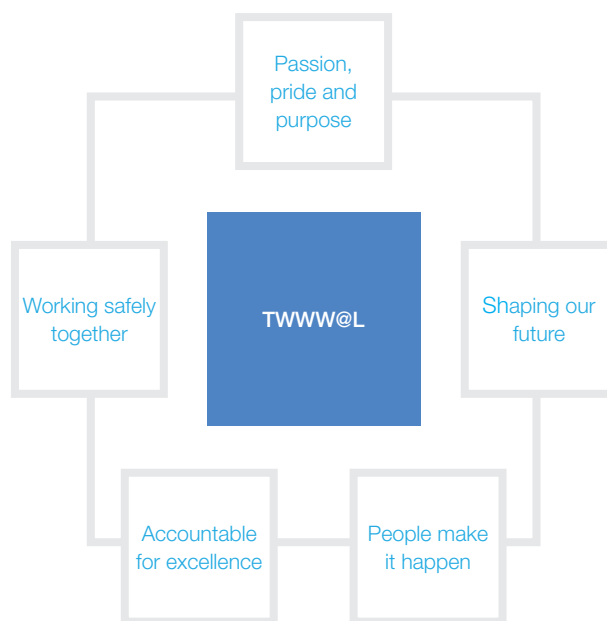 Passion,
pride and
purpose
Working safely
together
TWWW@L
Shaping our
future
Accountable
for excellence
People make
it happen